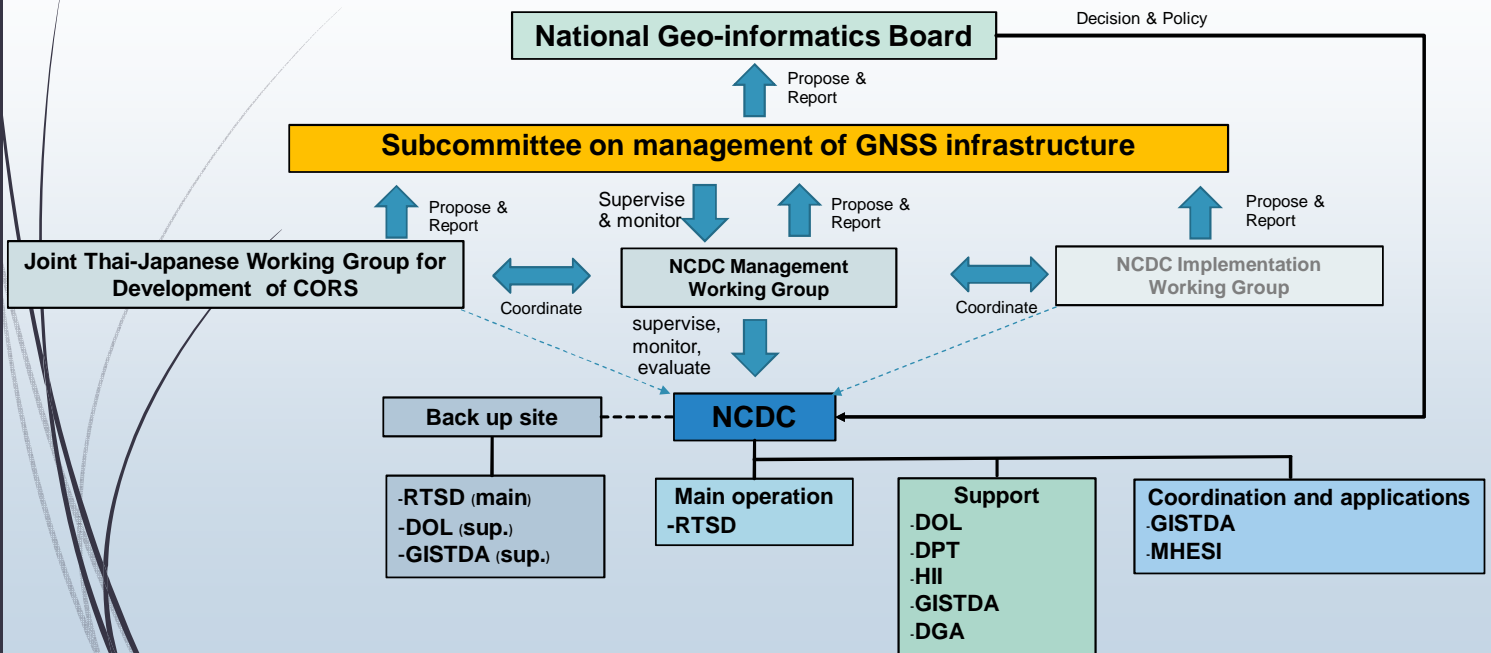 Decision & Policy
National Geo-informatics Board
Propose &
Report
Subcommittee on management of GNSS infrastructure
Propose &
Report
Supervise
& monitor
Propose &
Report
Propose &
Report
Joint Thai-Japanese Working Group for
Development of CORS
Coordinate
NCDC Management
Working Group
Coordinate
NCDC Implementation
Working Group
supervise,
monitor,
evaluate
Back up site
NCDC
-RTSD (main)
-DOL (sup.)
-GISTDA (sup.)
Main operation
-RTSD
Support
-DOL
-DPT
-HII
-GISTDA
-DGA
Coordination and applications
-GISTDA
-MHESI